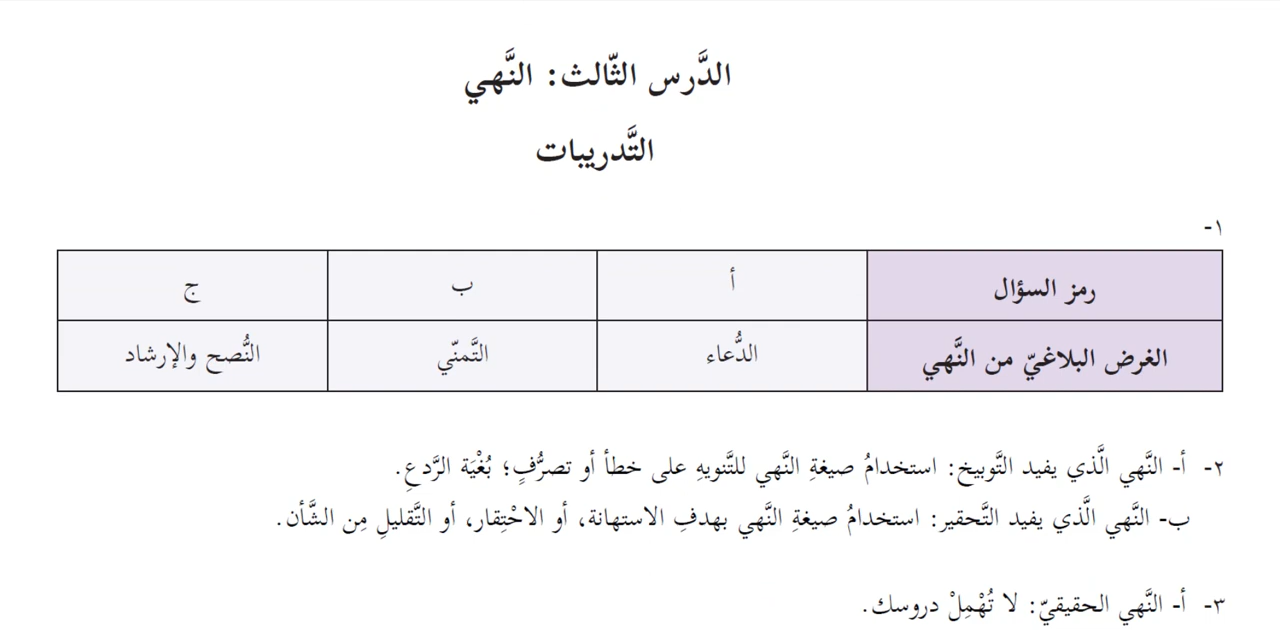 الدَّرس الثّالث: النَّهي
التَّدريبات
١-
رمز السؤال أ ب ج
الغرض البلاغيّ من النَّهي الدُّعاء التَّمنّي النُّصح والإرشاد
٢- أ- النَّهي الَّذي يفيد التَّوبيخ: استخدامُ صيغةِ النَّهي للتَّنويهِ على خطأ أو تصرُّفٍ؛ بُغْيَة الرَّدعِ.
ب- النَّهي الَّذي يفيد التَّحقير: استخدامُ صيغةِ النَّهي بهدفِ الاستهانة، أو الاحْتِقار، أو التَّقليلِ مِن الشَّأن.
٣- أ- النَّهي الحقيقيّ: لا تُهْمِلْ دروسك.